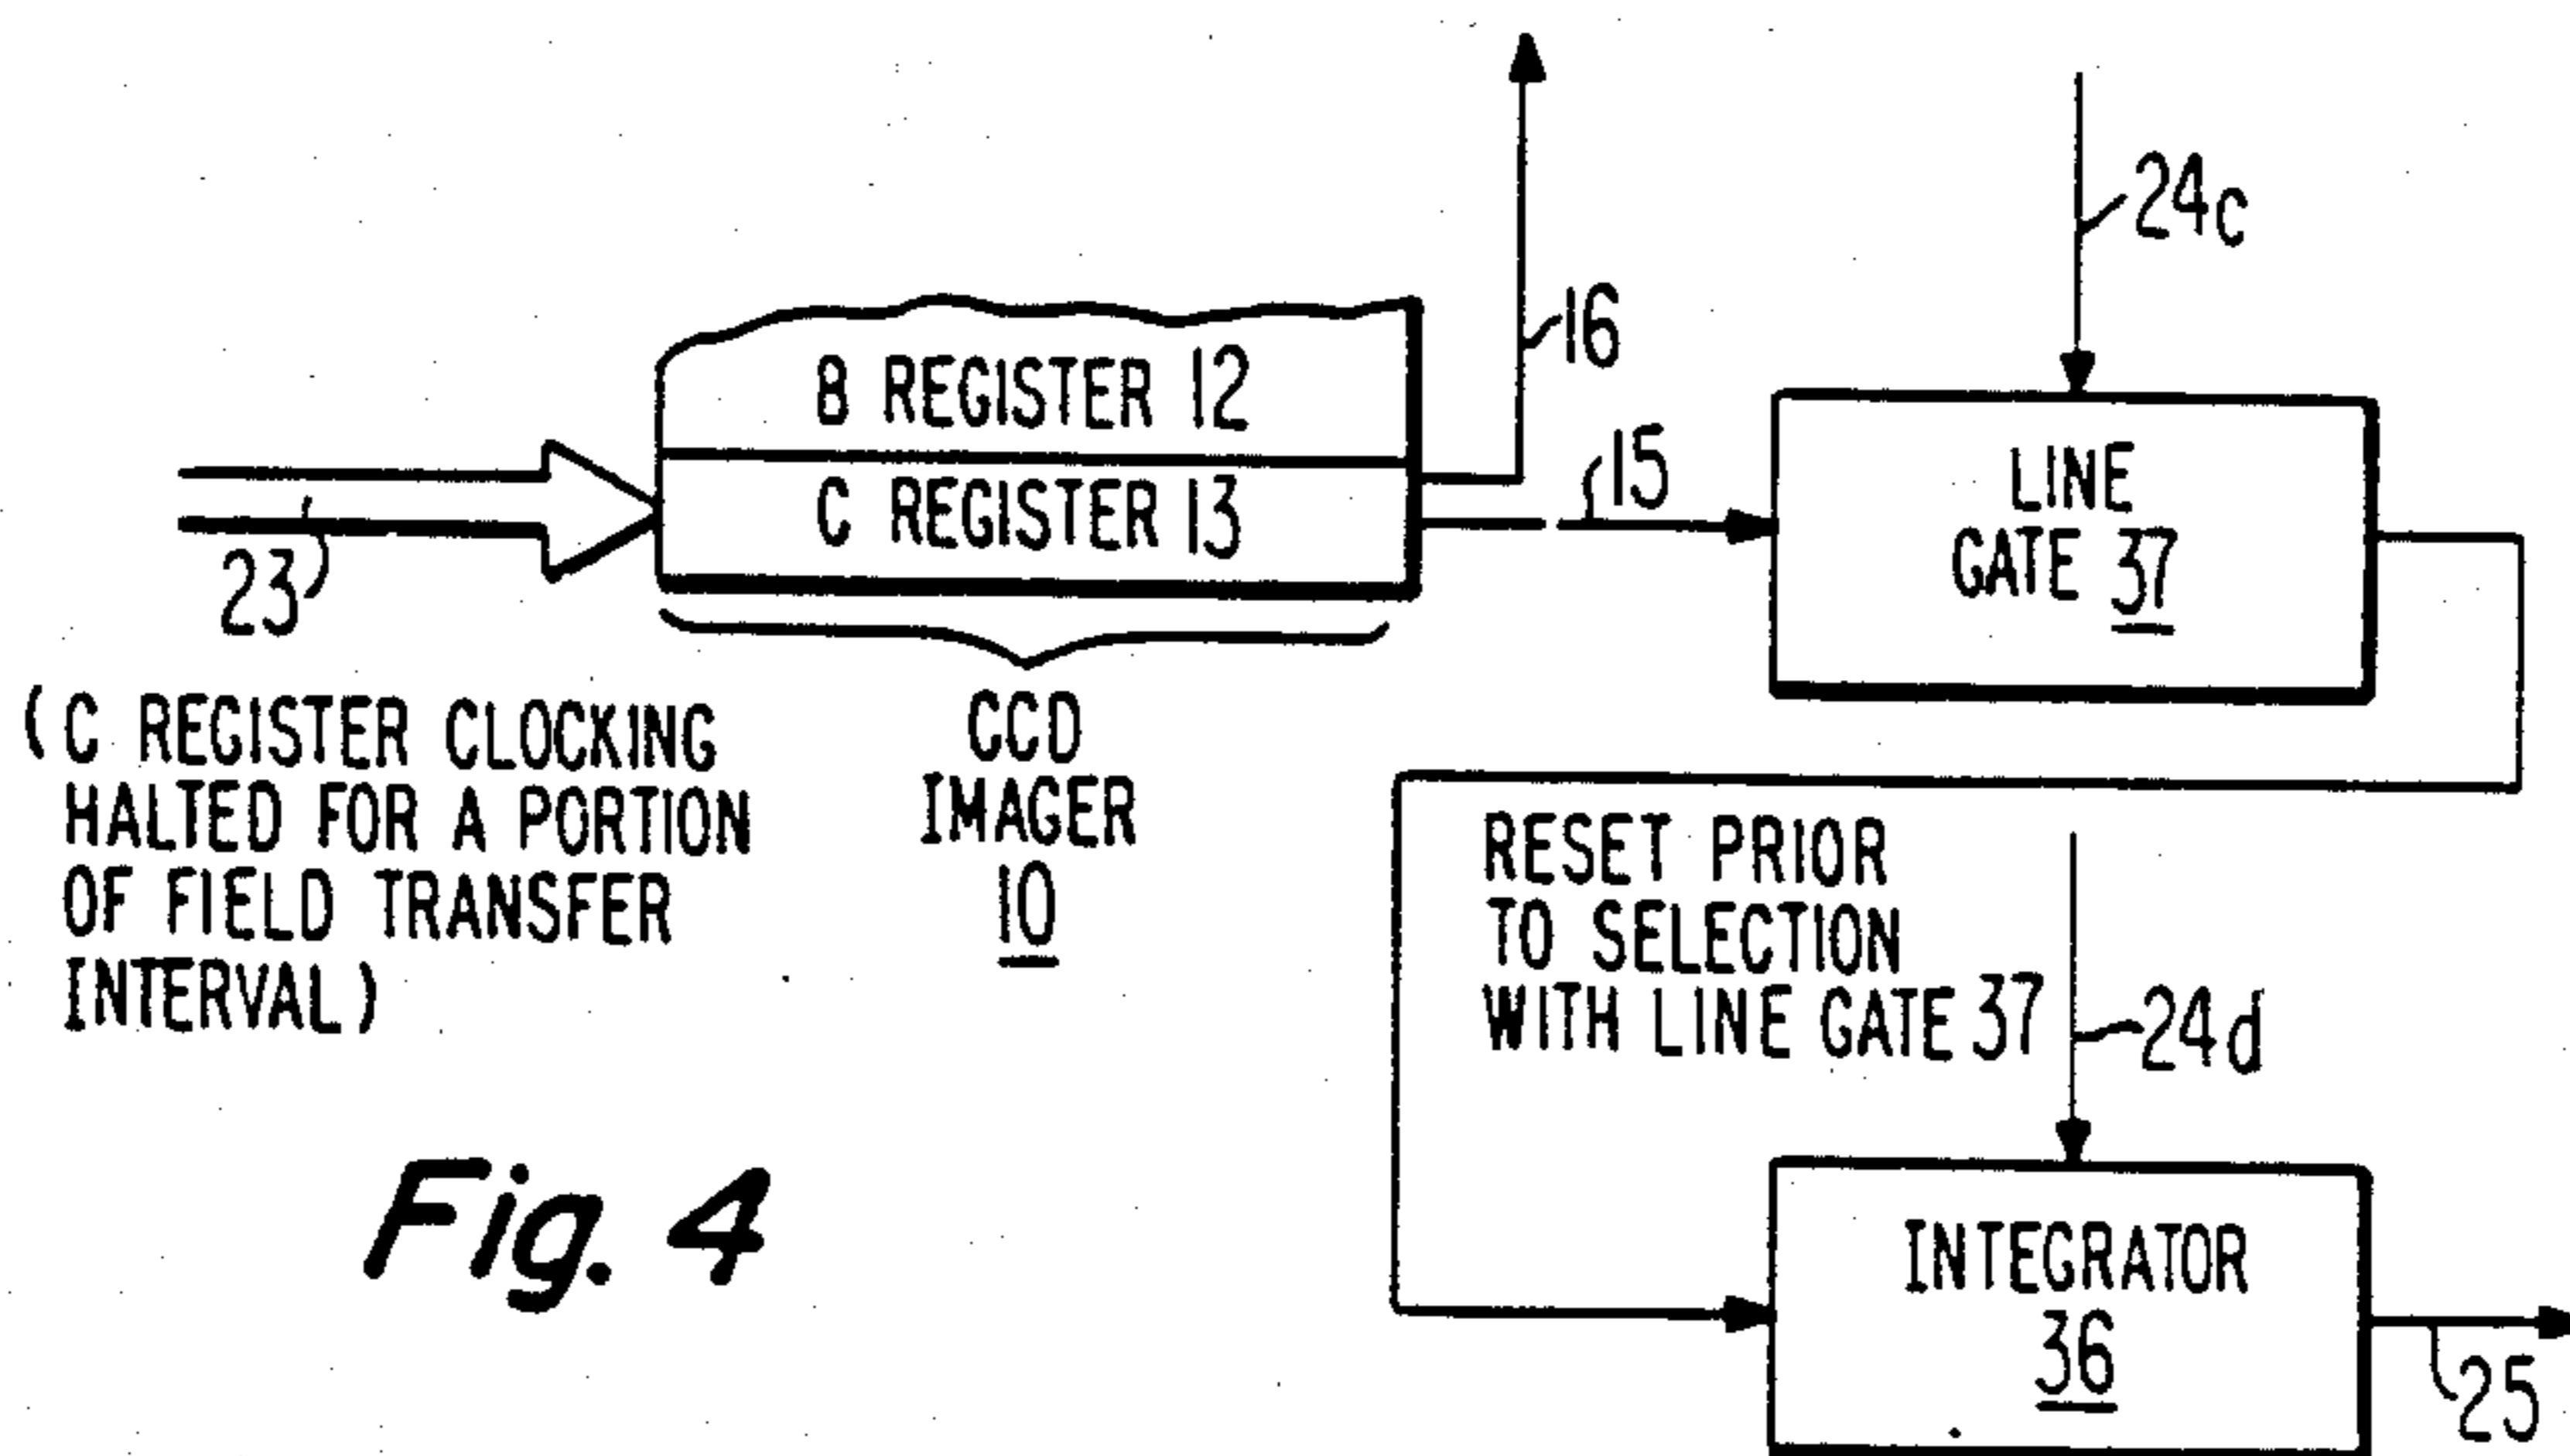 24c
16
B REGISTER 12
15
C REGISTER 13
LINE
GATE 37
23
(C REGISTER CLOCKING
HALTED FOR A PORTION
OF FIELD TRANSFER
INTERVAL)
CCD
IMAGER
10
RESET PRIOR
TO SELECTION
WITH LINE GATE 37
24d
INTEGRATOR
36
25
Fig. 4